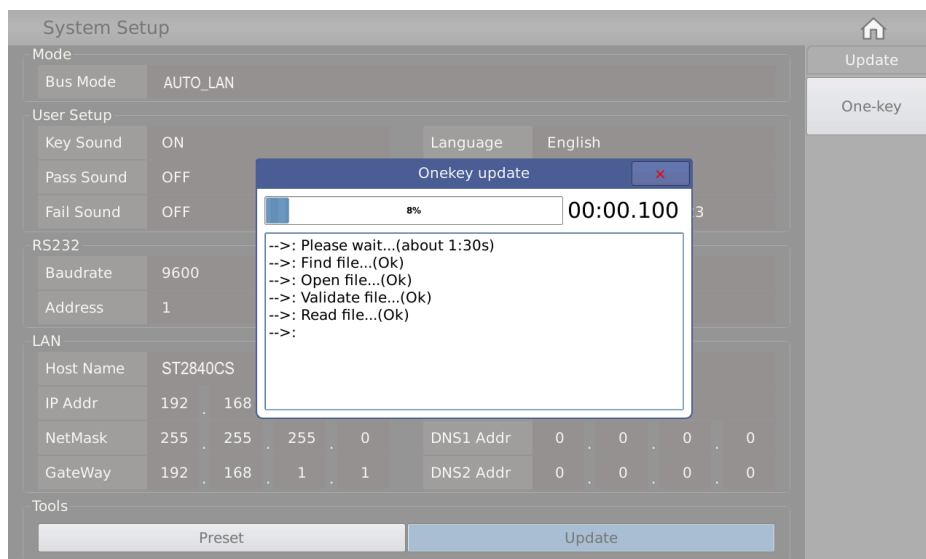 System Setup
Mode
Update
Bus Mode AUTO_LAN
One-key
User Setup
Key Sound ON Language English
Pass Sound OFF
Onekey update
Fail Sound OFF
8% 00:00.100 3
-->: Please wait...(about 1:30s)
-->: Find file...(Ok)
-->: Open file...(Ok)
-->: Validate file...(Ok)
-->: Read file...(Ok)
-->:
RS232
Baudrate 9600
Address 1
LAN
Host Name ST2840CS
IP Addr 192 . 168
NetMask 255 . 255 . 255 . 0 DNS1 Addr 0 . 0 . 0 . 0
GateWay 192 . 168 . 1 . 1 DNS2 Addr 0 . 0 . 0 . 0
Tools
Preset Update